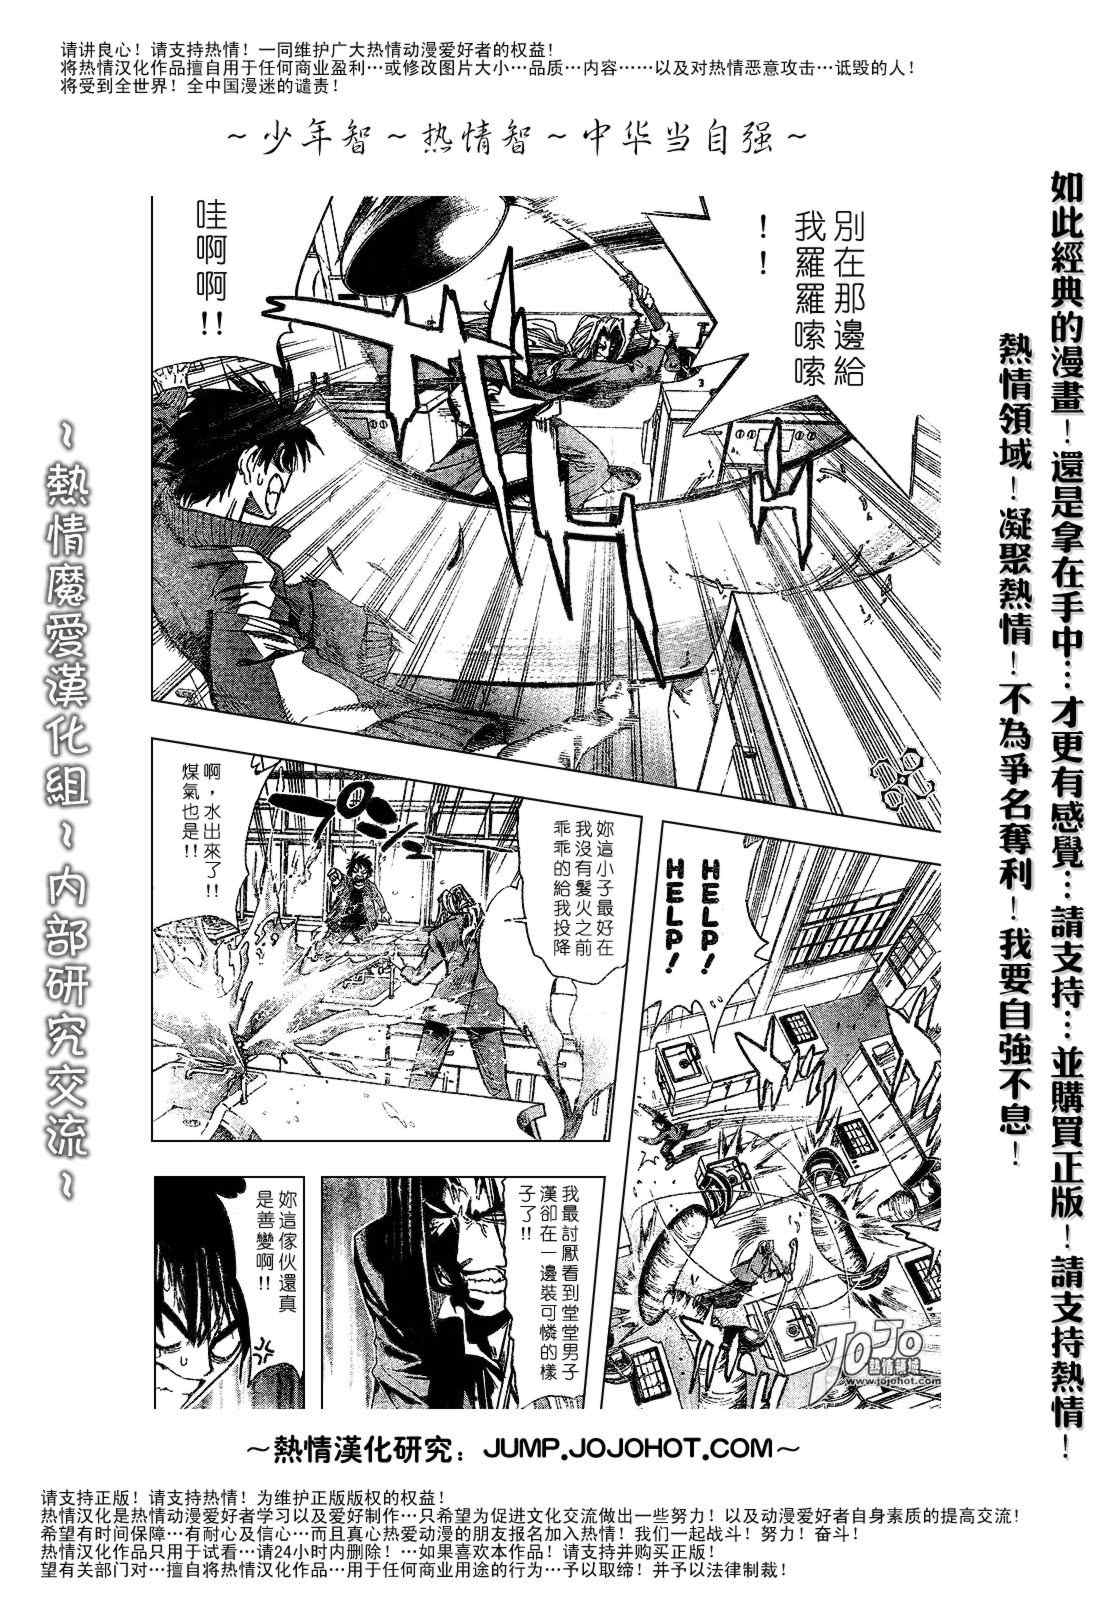 请讲良心！请支持热情！一同维护广大热情动漫爱好者的权益！
将热情汉化作品擅自用于任何商业盈利…或修改图片大小…品质…内容……以及对热情恶意攻击…诋毁的人！
将受到全世界！全中国漫迷的谴责！
～少年智～热情智～中华当自强～
如此經典的漫畫！還是拿在手中…才更有感覺…請支持…並購買正版！請支持熱情！
熱情領域！凝聚熱情！不為爭名奪利！我要自強不息！
～熱情魔愛漢化組～內部研究交流～
別在那邊給
我羅羅嗦嗦
！！
哇啊啊!!
HELP!
HELP!
妳這小子最好在
我沒有髮火之前
乖乖的給我投降
啊，水出來了!!
煤氣也是!!
我最討厭看到堂堂男子
漢卻在一邊裝可憐的樣
子了!!
妳這傢伙還真
是善變啊!!
JOJO
熱情領域
www.jojohot.com
～熱情漢化研究：JUMP.JOJOHOT.COM～
请支持正版！请支持热情！为维护正版版权的权益！
热情汉化是热情动漫爱好者学习以及爱好制作…只希望为促进文化交流做出一些努力！以及动漫爱好者自身素质的提高交流！
希望有时间保障…有耐心及信心…而且真心热爱动漫的朋友报名加入热情！我们一起战斗！努力！奋斗！
热情汉化作品只用于试看…请24小时内删除！…如果喜欢本作品！请支持并购买正版！
望有关部门对…擅自将热情汉化作品…用于任何商业用途的行为…予以取缔！并予以法律制裁！